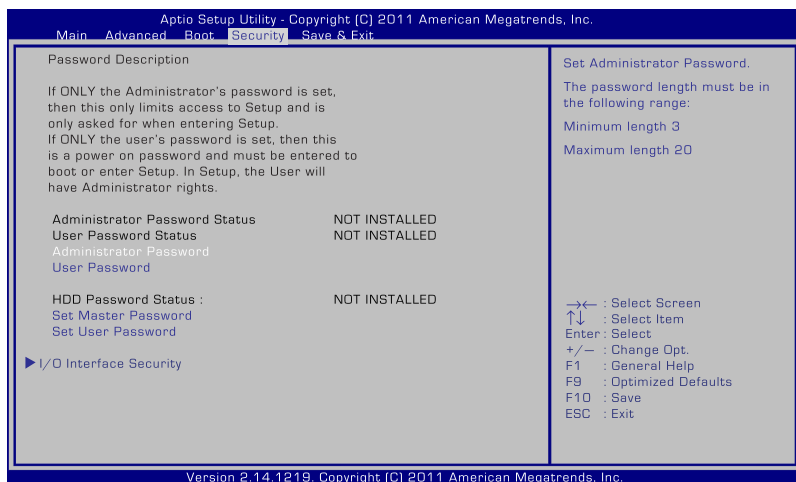 Aptio Setup Utility - Copyright (C) 2011 American Megatrends, Inc.
Main Advanced Boot Security Save & Exit
Password Description
If ONLY the Administrator's password is set,
then this only limits access to Setup and is
only asked for when entering Setup.
If ONLY the user's password is set, then this
is a power on password and must be entered to
boot or enter Setup. In Setup, the User will
have Administrator rights.
Administrator Password Status NOT INSTALLED
User Password Status NOT INSTALLED
Administrator Password
User Password
HDD Password Status : NOT INSTALLED
Set Master Password
Set User Password
I/O Interface Security
Set Administrator Password.
The password length must be in
the following range:
Minimum length 3
Maximum length 20
→← : Select Screen
↑↓ : Select Item
Enter : Select
+/— : Change Opt.
F1 : General Help
F9 : Optimized Defaults
F10 : Save
ESC : Exit
Version 2.14.1219. Copyright (C) 2011 American Megatrends, Inc.